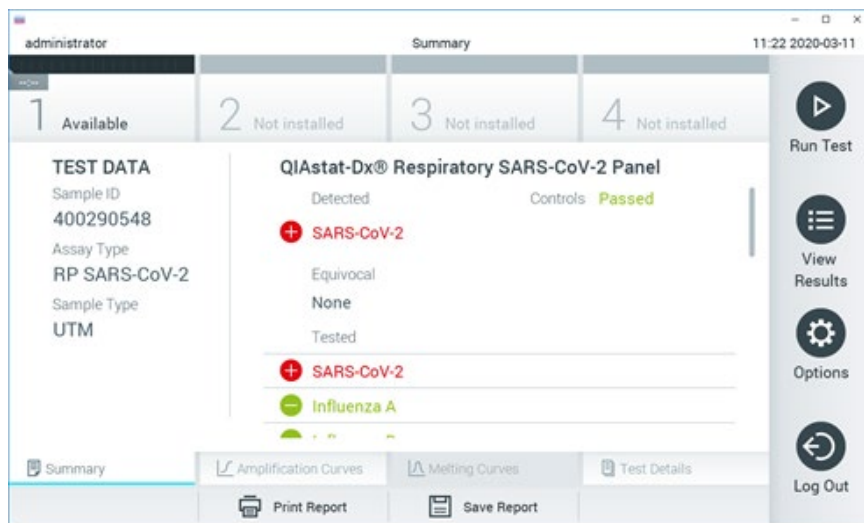 administrator
Summary
11:22 2020-03-11
1 Available
2 Not installed
3 Not installed
4 Not installed
Run Test
View
Results
Options
Log Out
TEST DATA
Sample ID
400290548
Assay Type
RP SARS-CoV-2
Sample Type
UTM
QIAstat-Dx® Respiratory SARS-CoV-2 Panel
Detected
Controls Passed
SARS-CoV-2
Equivocal
None
Tested
SARS-CoV-2
Influenza A
Summary
Amplification Curves
Melting Curves
Test Details
Print Report
Save Report